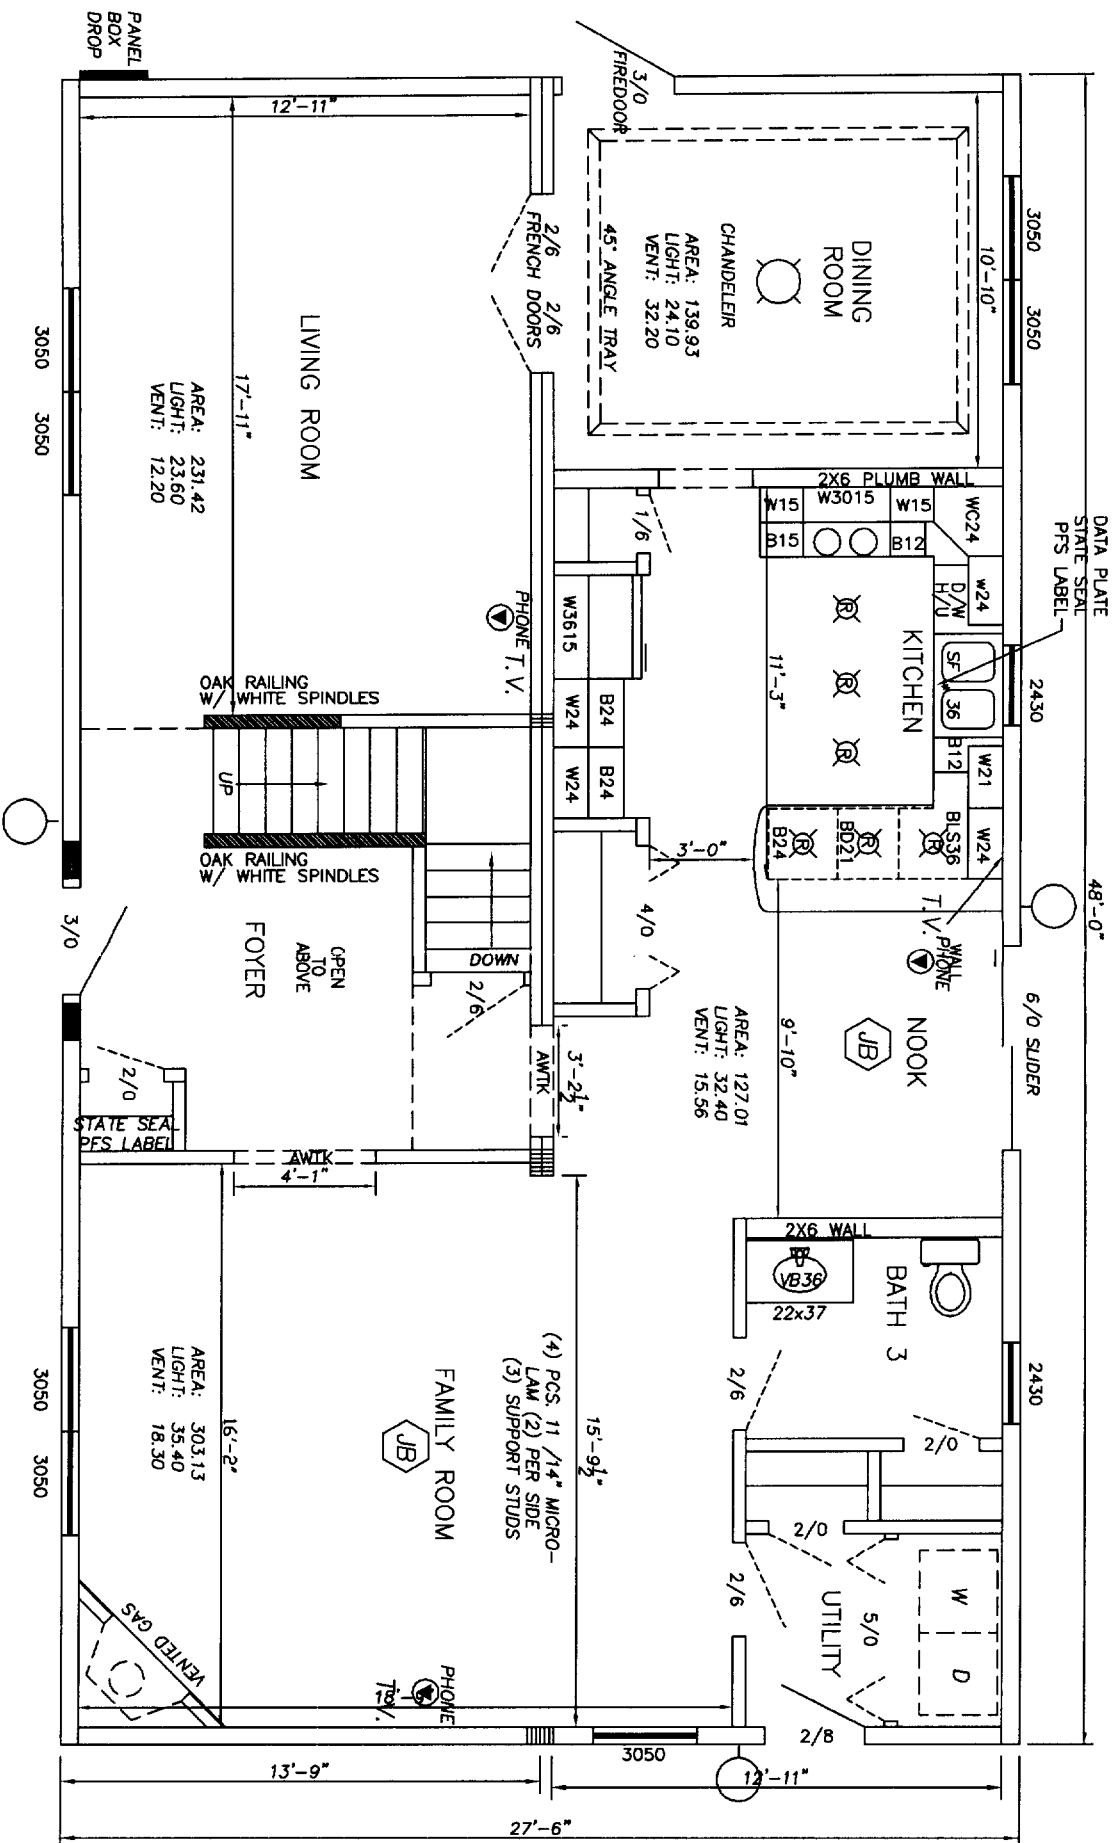 PANEL
BOX
DROP
3/0
FIREDOOR
12'-11"
10'-10"
3050
3050
DINING
ROOM
CHANDELEIR
AREA: 139.93
LIGHT: 24.10
VENT: 32.20
45° ANGLE TRAY
2/6
2/6
FRENCH DOORS
LIVING ROOM
17'-11"
AREA: 231.42
LIGHT: 23.60
VENT: 12.20
3050
3050
DATA PLATE
STATE SEAL
PFS LABEL
2X6 PLUMB WALL
W15
W3015
W15
WC24
B15
B12
W24
D/W
H/U
1/6
R
R
R
KITCHEN
SF
36
2430
11'-3"
B12
W21
W3615
W24
B24
W24
B24
PHONE
T.V.
OAK RAILING
W/ WHITE SPINDLES
UP
OAK RAILING
W/ WHITE SPINDLES
B24
R
BD21
R
BLS36
R
W24
3'-0"
48'-0"
T.V.
WALL
PHONE
4/0
3/0
FOYER
OPEN
TO
ABOVE
DOWN
2/6
NOOK
JB
6/0 SLIDER
9'-10"
AREA: 127.01
LIGHT: 32.40
VENT: 15.56
3'-2½"
AWTK
2/0
STATE SEAL
PFS LABEL
AWTK
4'-1"
2X6 WALL
VB36
22x37
BATH 3
2430
2/6
2/0
15'-9½"
(4) PCS. 11 /14" MICRO-
LAM (2) PER SIDE
(3) SUPPORT STUDS
FAMILY ROOM
JB
16'-2"
AREA: 303.13
LIGHT: 35.40
VENT: 18.30
3050
3050
2/0
2/6
UTILITY
5/0
W
D
VENTED GAS
PHONE
2/8
3050
13'-9"
12'-11"
27'-6"